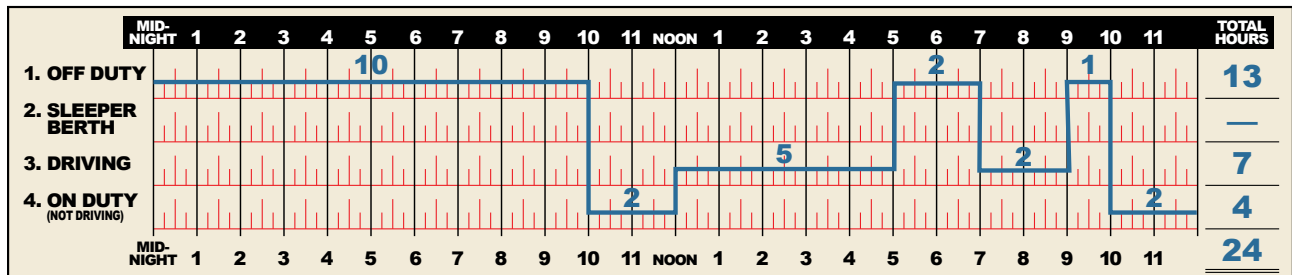 MID-NIGHT 1 2 3 4 5 6 7 8 9 10 11 NOON 1 2 3 4 5 6 7 8 9 10 11 TOTAL HOURS
1. OFF DUTY 10 2 1 13
2. SLEEPER BERTH —
3. DRIVING 5 2 7
4. ON DUTY (NOT DRIVING) 2 2 4
MID-NIGHT 1 2 3 4 5 6 7 8 9 10 11 NOON 1 2 3 4 5 6 7 8 9 10 11 24